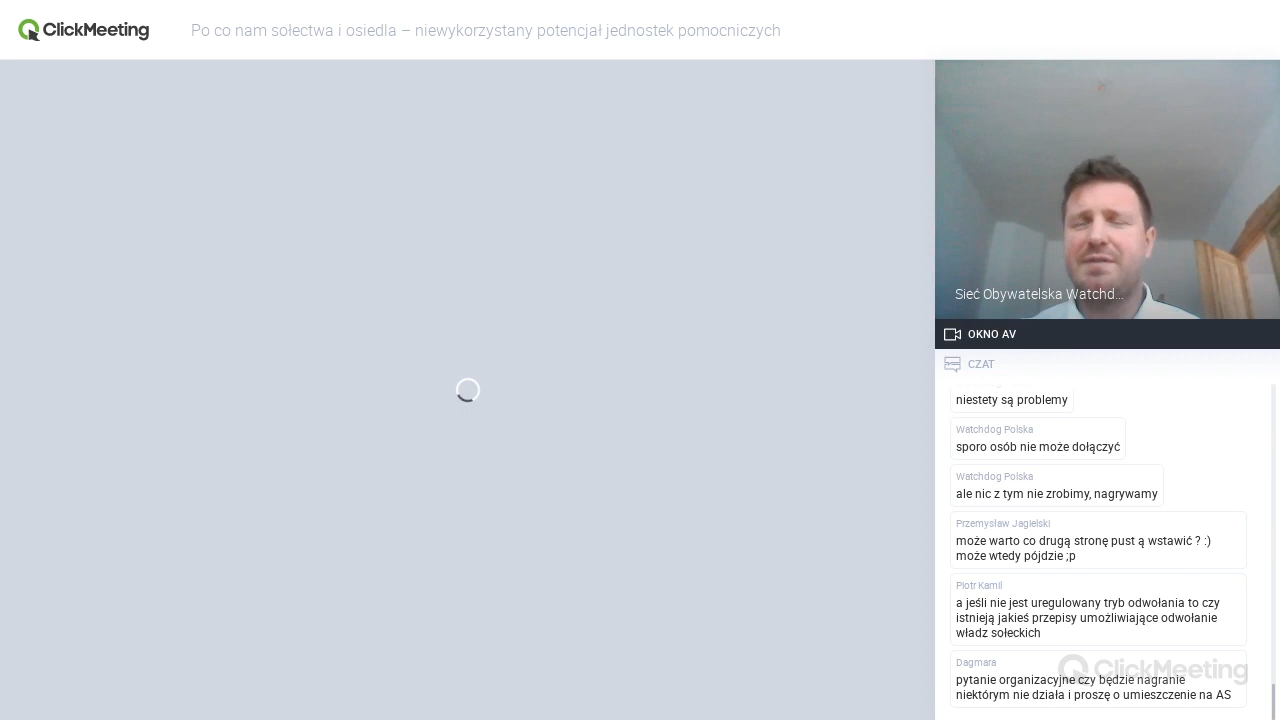 ClickMeeting
Po co nam sołectwa i osiedla – niewykorzystany potencjał jednostek pomocniczych
Sieć Obywatelska Watchd...
OKNO AV
CZAT
niestety są problemy
Watchdog Polska
sporo osób nie może dołączyć
Watchdog Polska
ale nic z tym nie zrobimy, nagrywamy
Przemysław Jagielski
może warto co drugą stronę pust ą wstawić ? :)
może wtedy pójdzie ;p
Piotr Kamil
a jeśli nie jest uregulowany tryb odwołania to czy
istnieją jakieś przepisy umożliwiające odwołanie
władz sołeckich
Dagmara
pytanie organizacyjne czy będzie nagranie
niektórym nie działa i proszę o umieszczenie na AS
ClickMeeting